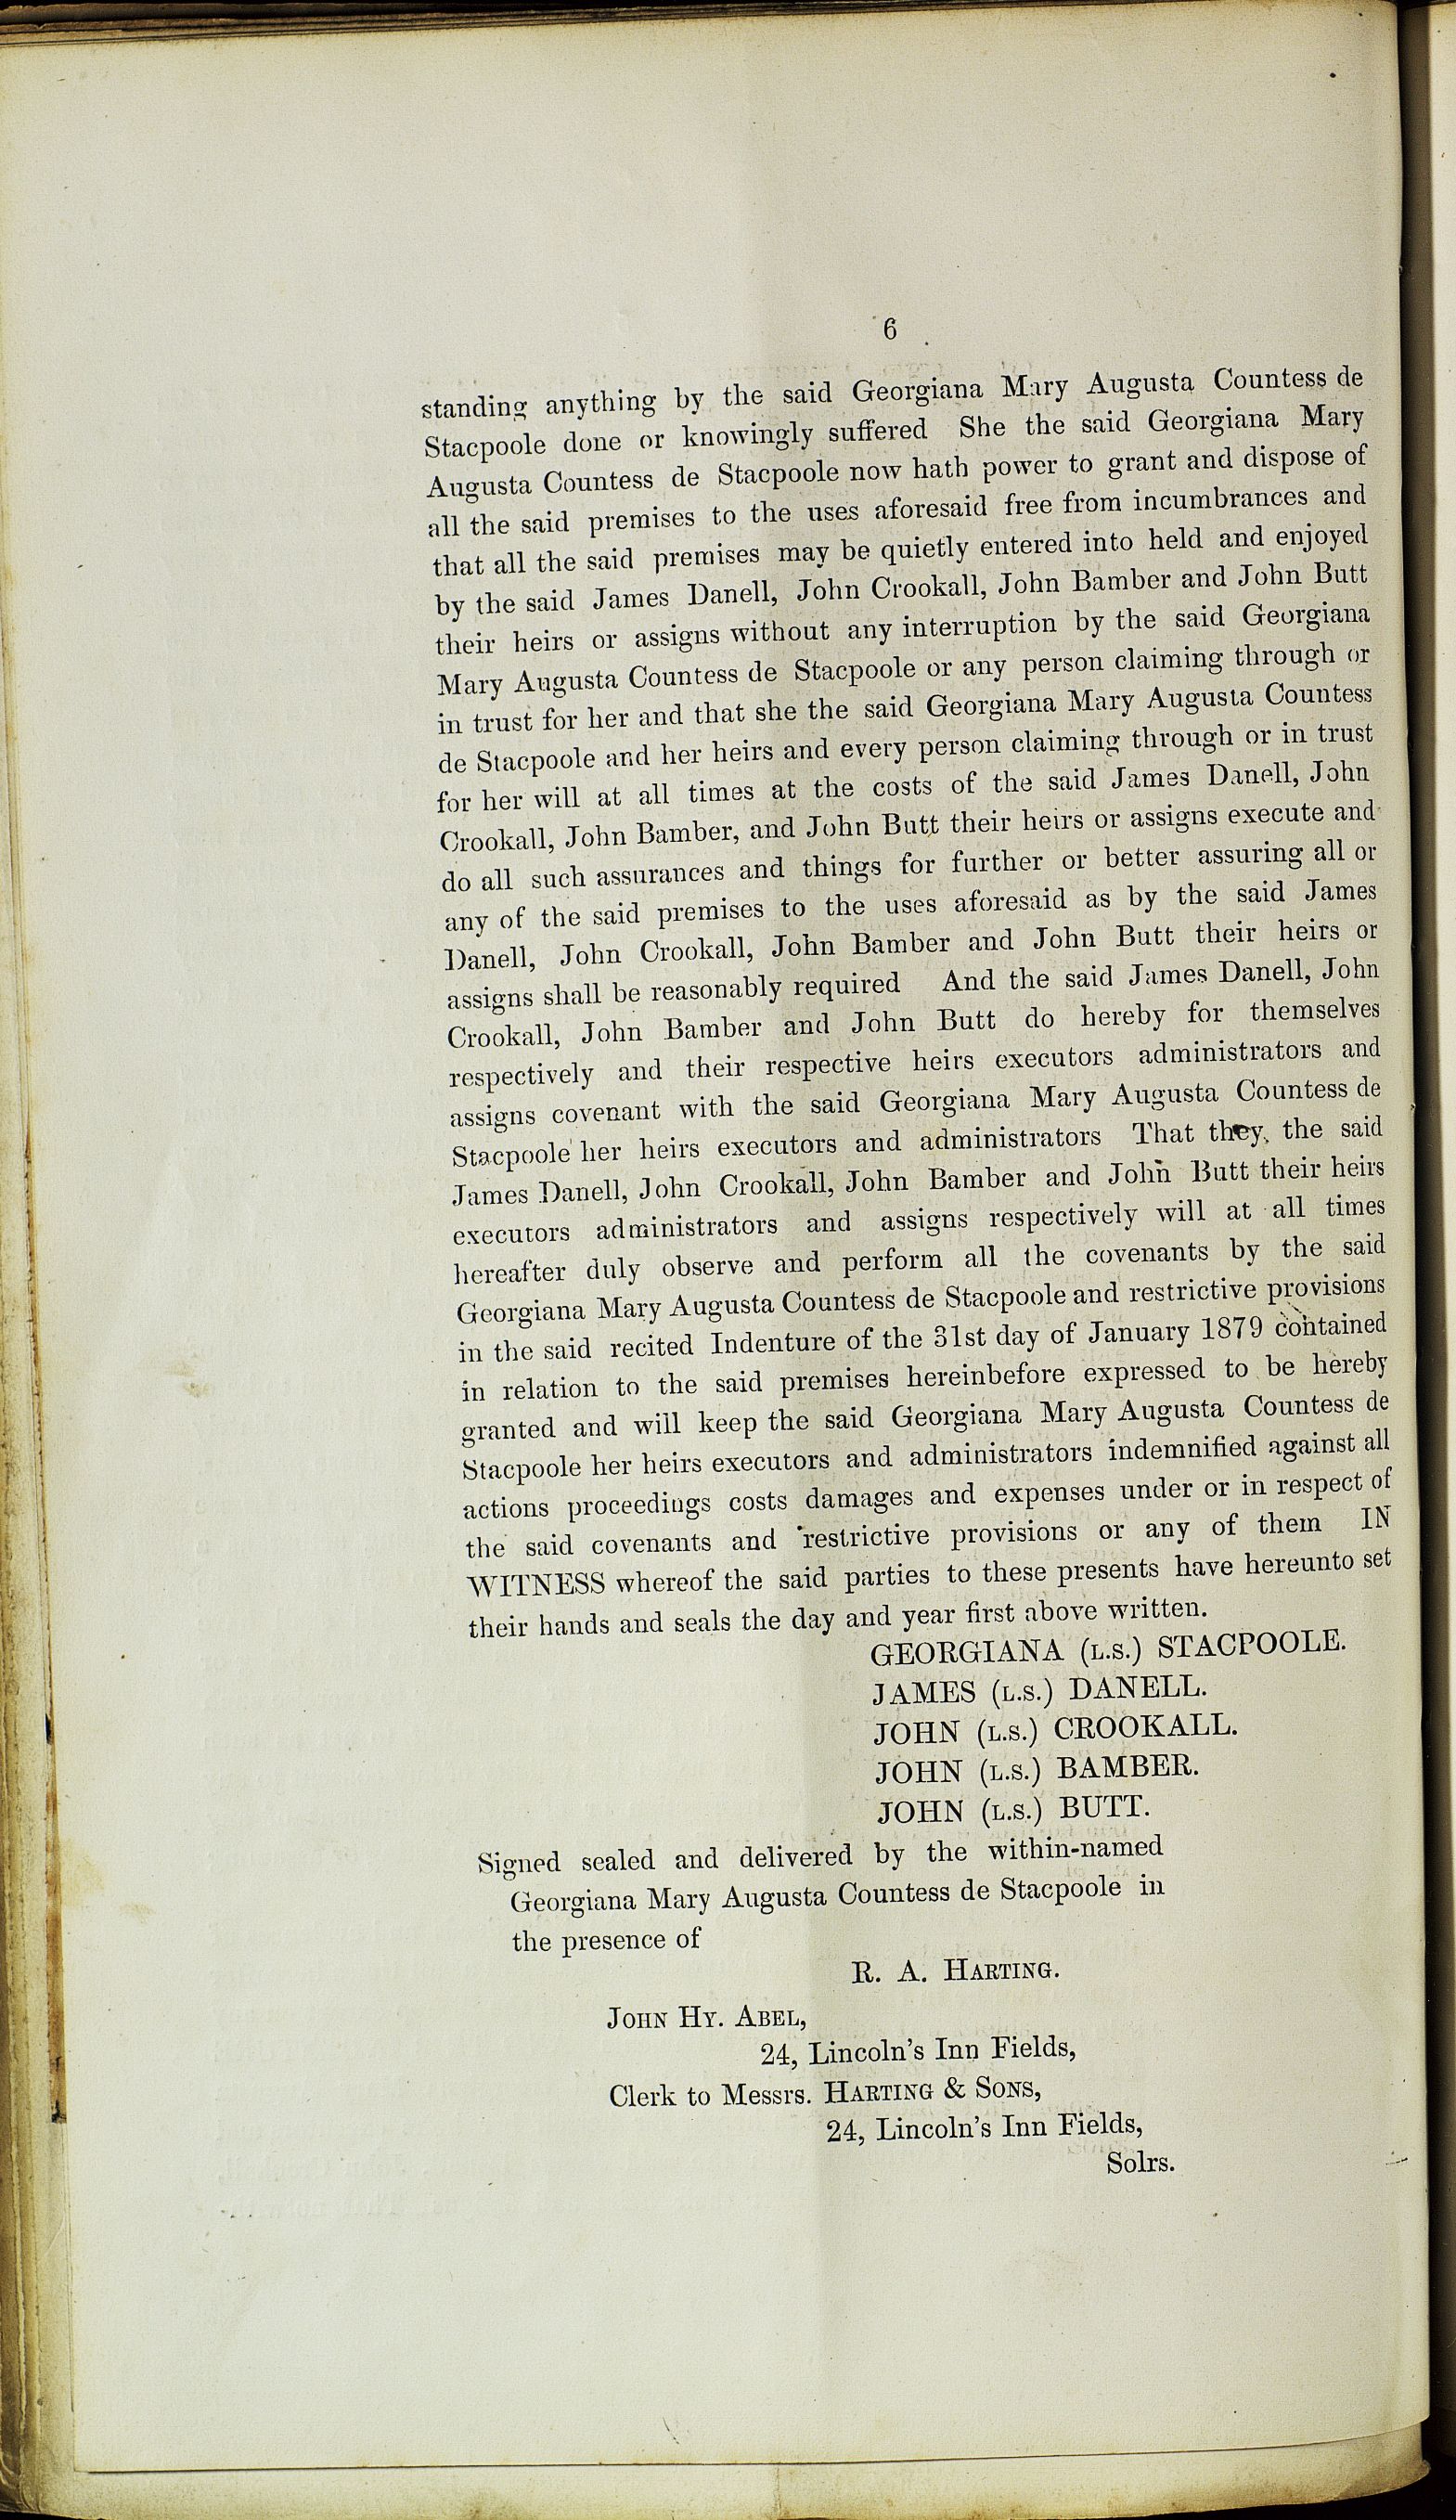 6
standing anything by the said Georgiana Mary Augusta Countess de
Stacpoole done or knowingly suffered She the said Georgiana Mary
Augusta Countess de Stacpoole now hath power to grant and dispose of
all the said premises to the uses aforesaid free from incumbrances and
that all the said premises may be quietly entered into held and enjoyed
by the said James Danell, John Crookall, John Bamber and John Butt
their heirs or assigns without any interruption by the said Georgiana
Mary Augusta Countess de Stacpoole or any person claiming through or
in trust for her and that she the said Georgiana Mary Augusta Countess
de Stacpoole and her heirs and every person claiming through or in trust
for her will at all times at the costs of the said James Danell, John
Crookall, John Bamber, and John Butt their heirs or assigns execute and
do all such assurances and things for further or better assuring all or
any of the said premises to the uses aforesaid as by the said James
Danell, John Crookall, John Bamber and John Butt their heirs or
assigns shall be reasonably required And the said James Danell, John
Crookall, John Bamber and John Butt do hereby for themselves
respectively and their respective heirs executors administrators and
assigns covenant with the said Georgiana Mary Augusta Countess de
Stacpoole her heirs executors and administrators That they, the said
James Danell, John Crookall, John Bamber and John Butt their heirs
executors administrators and assigns respectively will at all times
hereafter duly observe and perform all the covenants by the said
Georgiana Mary Augusta Countess de Stacpoole and restrictive provisions
in the said recited Indenture of the 31st day of January 1879 contained
in relation to the said premises hereinbefore expressed to be hereby
granted and will keep the said Georgiana Mary Augusta Countess de
Stacpoole her heirs executors and administrators indemnified against all
actions proceedings costs damages and expenses under or in respect of
the said covenants and restrictive provisions or any of them IN
WITNESS whereof the said parties to these presents have hereunto set
their hands and seals the day and year first above written.
GEORGIANA (L.S.) STACPOOLE.
JAMES (L.S.) DANELL.
JOHN (L.S.) CROOKALL.
JOHN (L.S.) BAMBER.
JOHN (L.S.) BUTT.
Signed sealed and delivered by the within-named
Georgiana Mary Augusta Countess de Stacpoole in
the presence of
R. A. HARTING.
JOHN HY. ABEL,
24, Lincoln's Inn Fields,
Clerk to Messrs. HARTING & SONS,
24, Lincoln's Inn Fields,
Solrs.